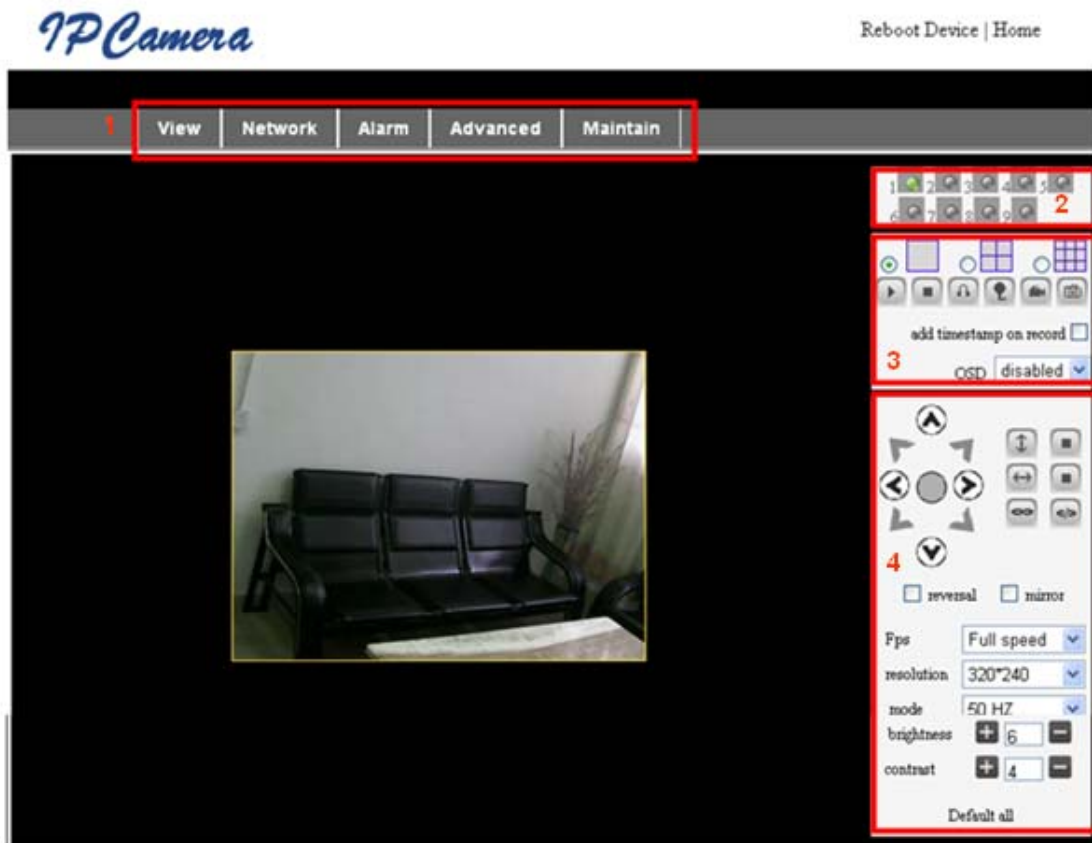 IPCamera
Reboot Device | Home
1 View Network Alarm Advanced Maintain
1 2 3 4 5
6 7 8 9 2
add timestamp on record
3 OSD disabled
4
reversal mirror
Fps Full speed
resolution 320*240
mode 50 HZ
brightness + 6 -
contrast + 4 -
Default all